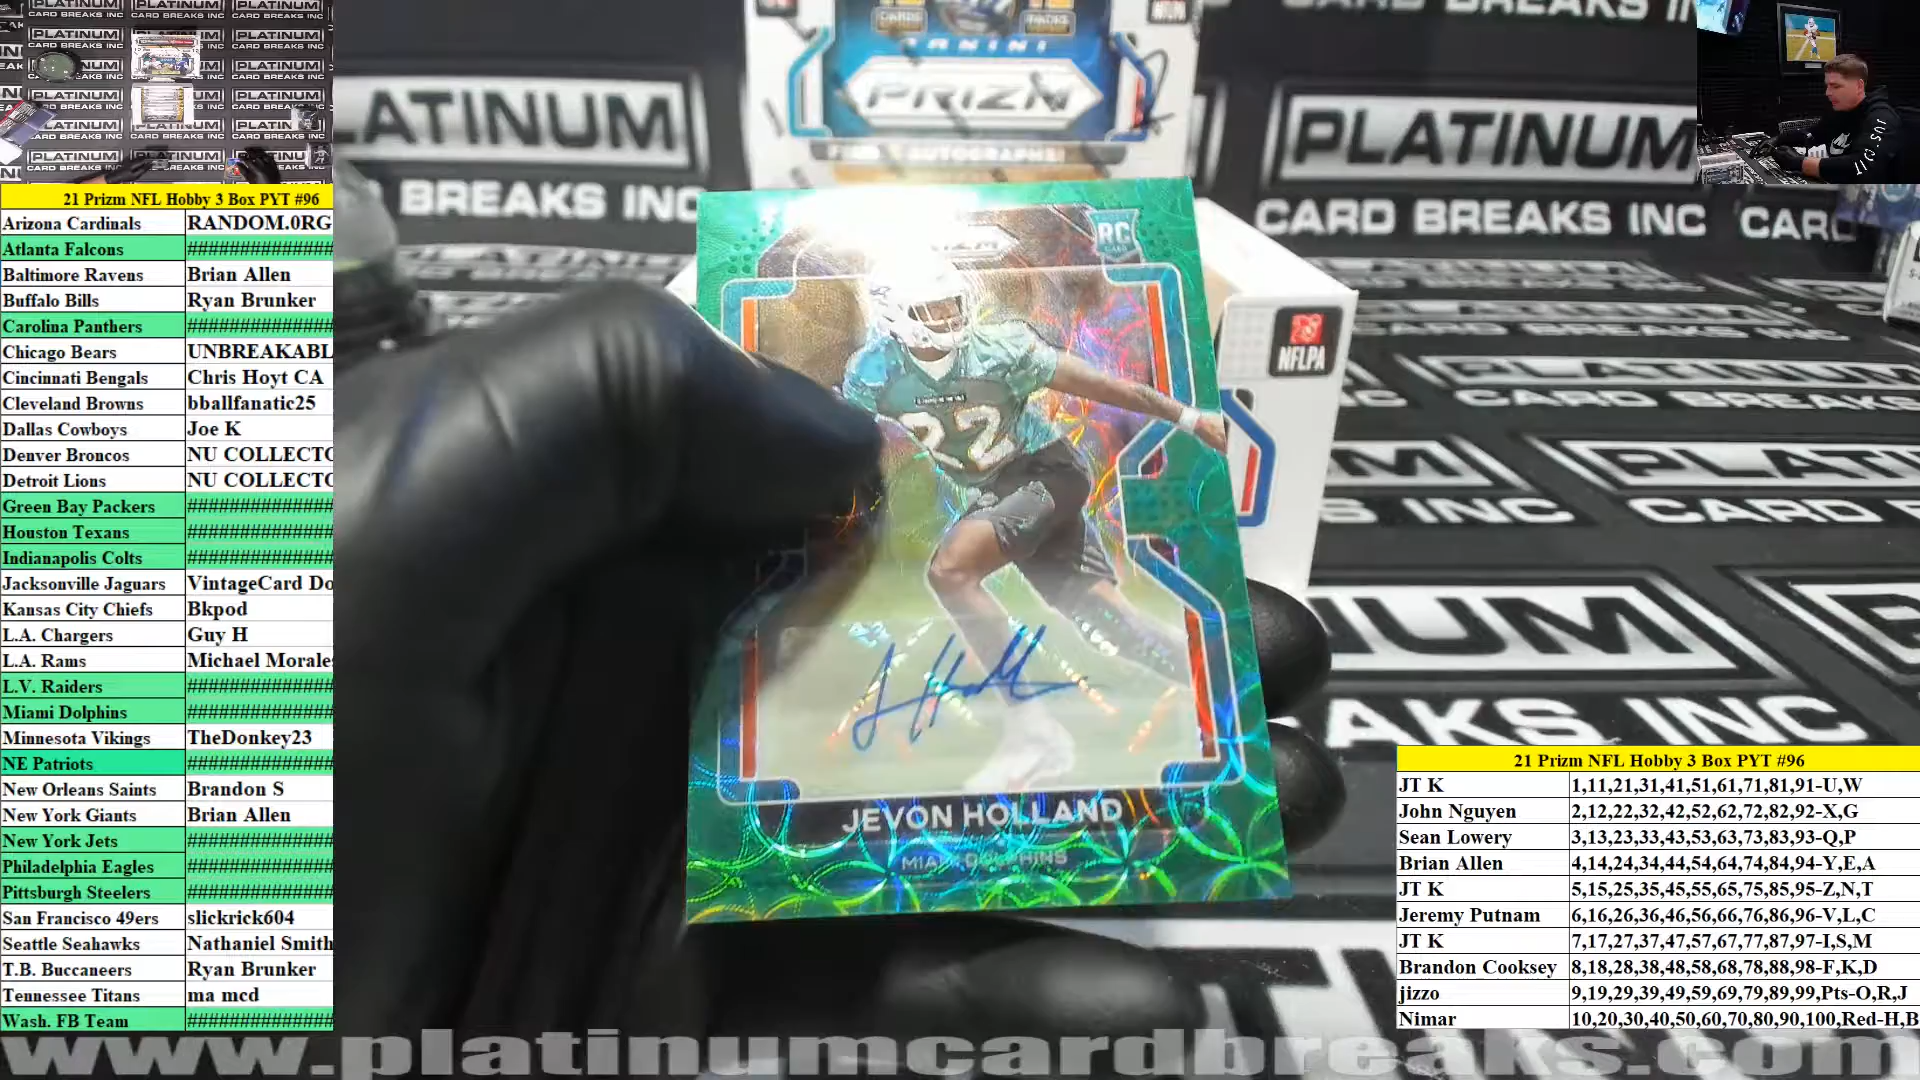 21 Prizm NFL Hobby 3 Box PYT #96
Arizona Cardinals RANDOM.0RG
Atlanta Falcons ################
Baltimore Ravens Brian Allen
Buffalo Bills Ryan Brunker
Carolina Panthers ################
Chicago Bears UNBREAKABL
Cincinnati Bengals Chris Hoyt CA
Cleveland Browns bballfanatic25
Dallas Cowboys Joe K
Denver Broncos NU COLLECTO
Detroit Lions NU COLLECTO
Green Bay Packers ################
Houston Texans ################
Indianapolis Colts ################
Jacksonville Jaguars VintageCard Do
Kansas City Chiefs Bkpod
L.A. Chargers Guy H
L.A. Rams Michael Morale
L.V. Raiders ################
Miami Dolphins ################
Minnesota Vikings TheDonkey23
NE Patriots ################
New Orleans Saints Brandon S
New York Giants Brian Allen
New York Jets ################
Philadelphia Eagles ################
Pittsburgh Steelers ################
San Francisco 49ers slickrick604
Seattle Seahawks Nathaniel Smith
T.B. Buccaneers Ryan Brunker
Tennessee Titans ma mcd
Wash. FB Team ################
PANINI
PRIZM
AUTOGRAPHS
PLATINUM
CARD BREAKS INC
LATINUM
BREAKS INC
NFLPA
PRIZM
RC
22
JEVON HOLLAND
MIAMI DOLPHINS
21 Prizm NFL Hobby 3 Box PYT #96
JT K 1,11,21,31,41,51,61,71,81,91-U,W
John Nguyen 2,12,22,32,42,52,62,72,82,92-X,G
Sean Lowery 3,13,23,33,43,53,63,73,83,93-Q,P
Brian Allen 4,14,24,34,44,54,64,74,84,94-Y,E,A
JT K 5,15,25,35,45,55,65,75,85,95-Z,N,T
Jeremy Putnam 6,16,26,36,46,56,66,76,86,96-V,L,C
JT K 7,17,27,37,47,57,67,77,87,97-I,S,M
Brandon Cooksey 8,18,28,38,48,58,68,78,88,98-F,K,D
jizzo 9,19,29,39,49,59,69,79,89,99,Pts-O,R,J
Nimar 10,20,30,40,50,60,70,80,90,100,Red-H,B
www.platinumcardbreaks.com